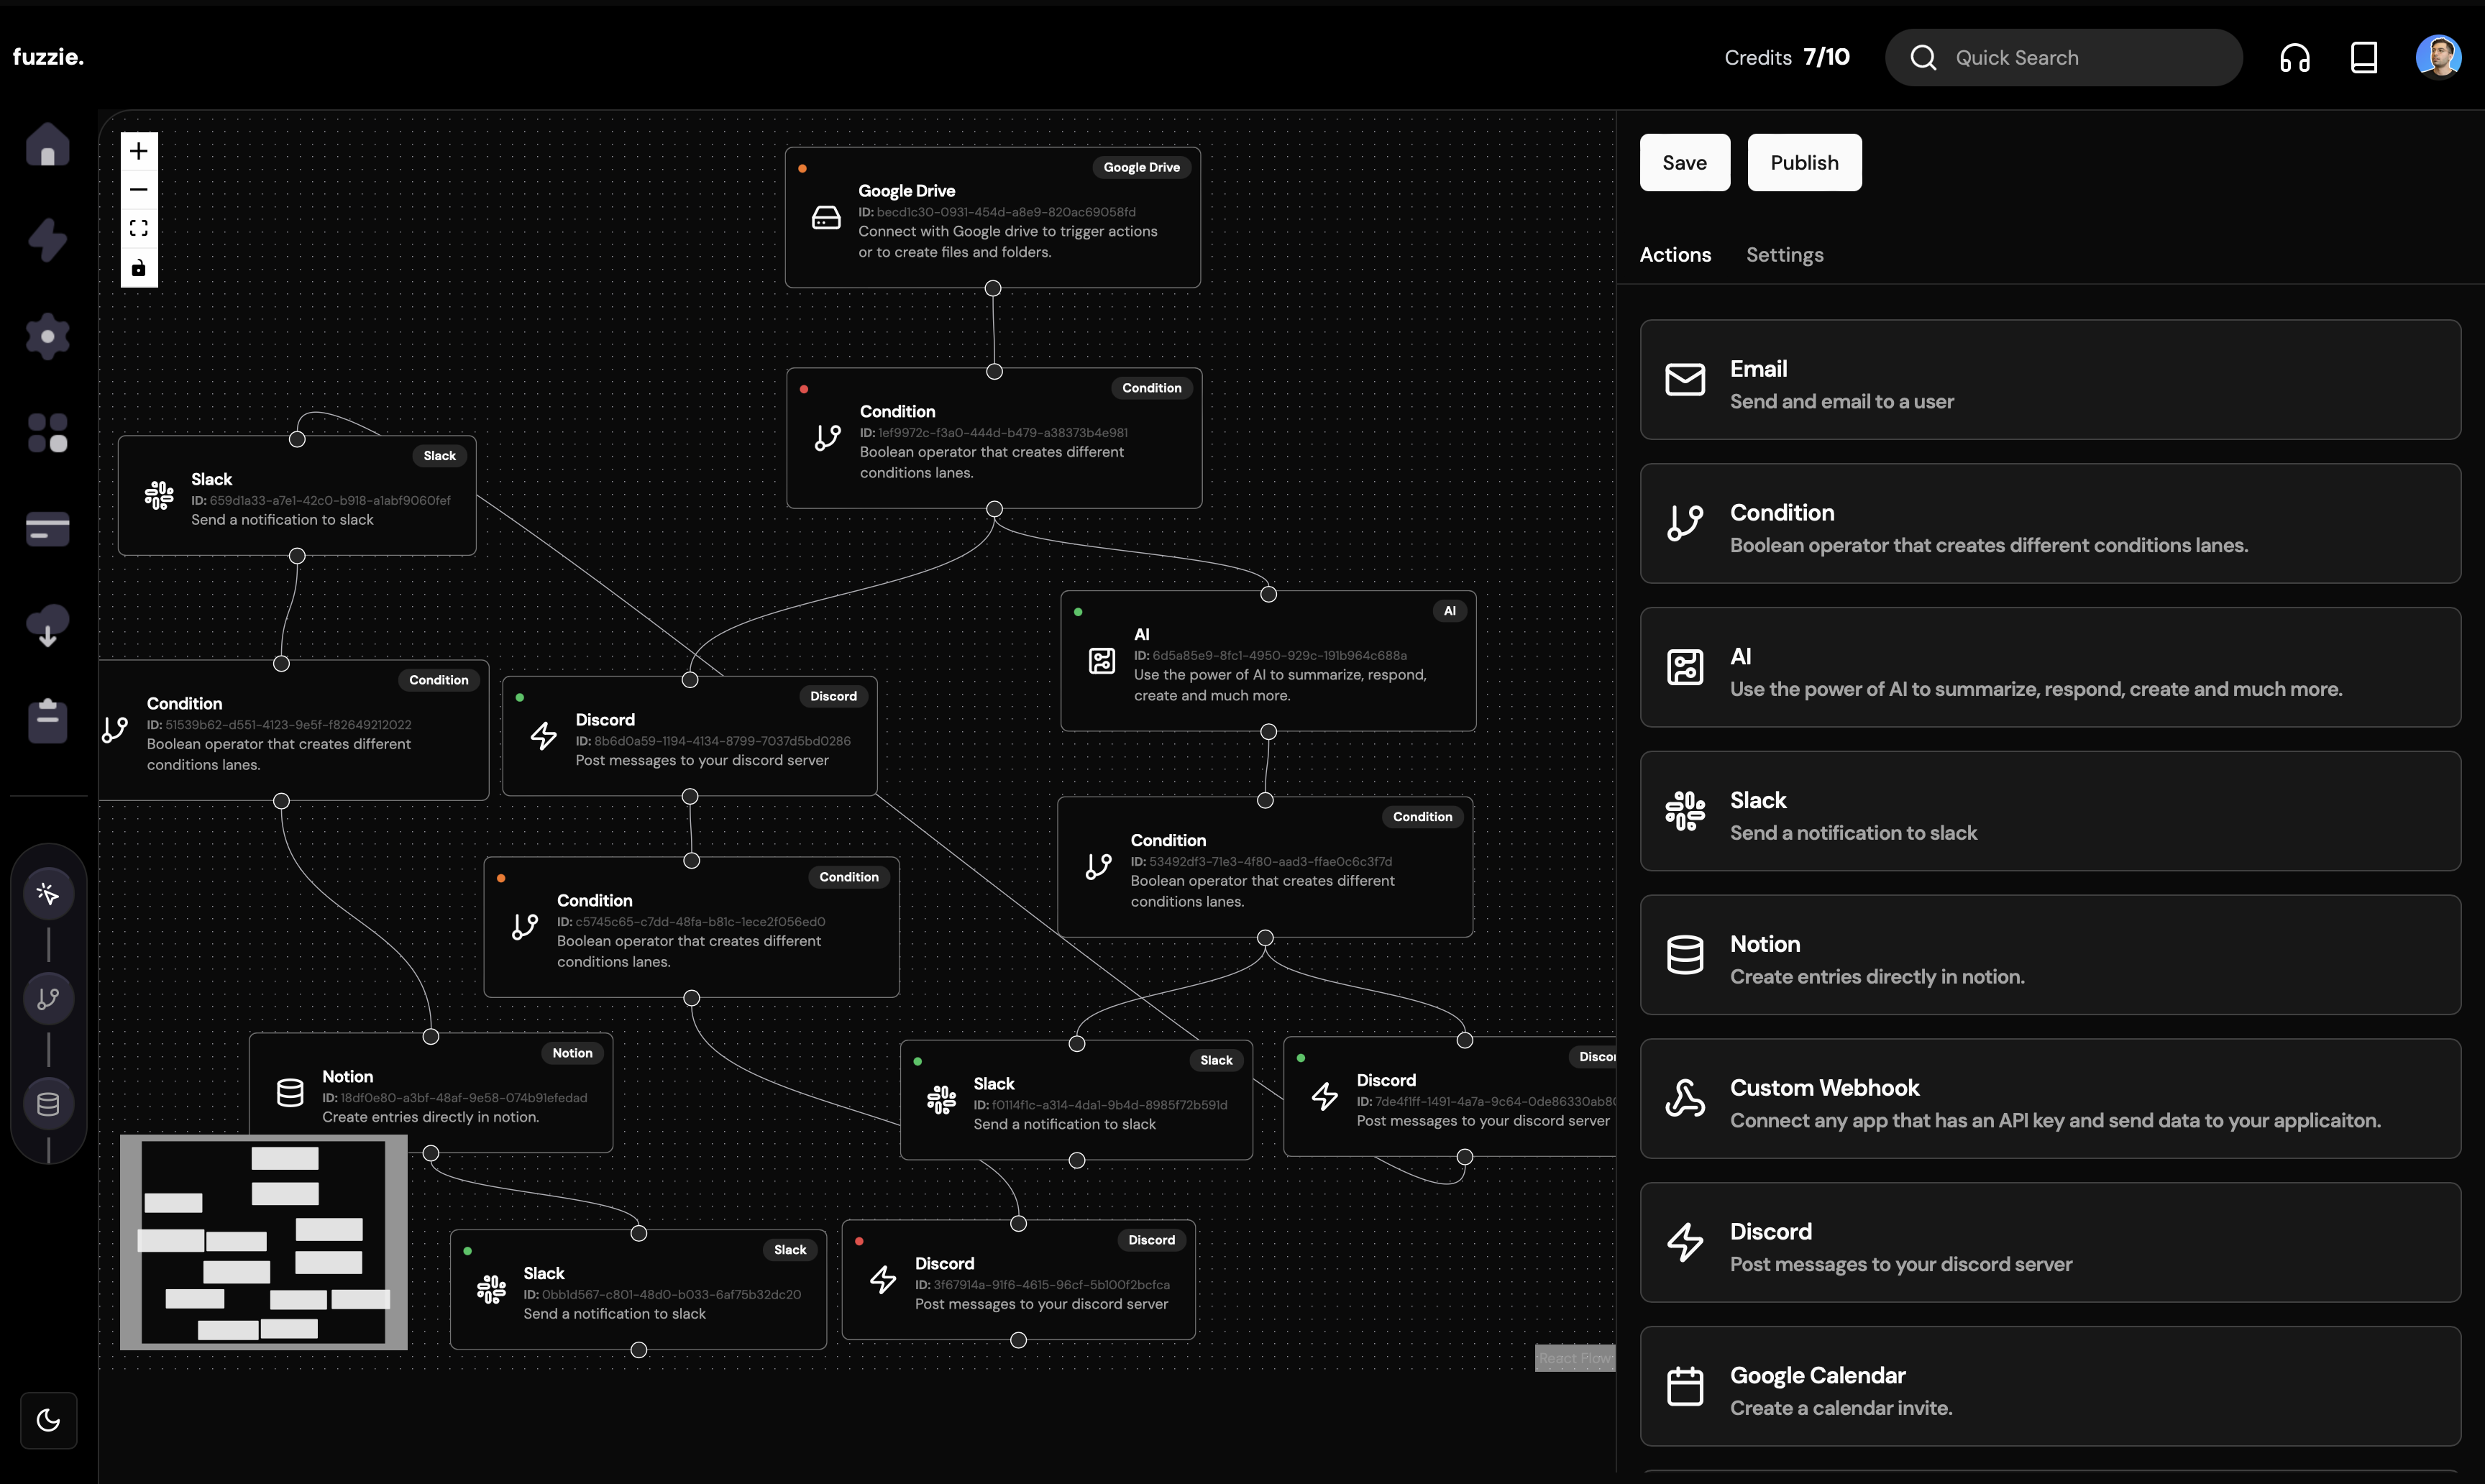 fuzzie.
Credits 7/10
Quick Search
Google Drive
Google Drive
ID: becd1c30-0931-454d-a8e9-820ac69058fd
Connect with Google drive to trigger actions
or to create files and folders.
Condition
Condition
ID: 1ef9972c-f3a0-444d-b479-a38373b4e981
Boolean operator that creates different
conditions lanes.
Slack
Slack
ID: 659d1a33-a7e1-42c0-b918-a1abf9060fef
Send a notification to slack
AI
AI
ID: 6d5a85e9-8fc1-4950-929c-191b964c688a
Use the power of AI to summarize, respond,
create and much more.
Condition
Condition
ID: 51539b62-d551-4123-9e5f-f82649212022
Boolean operator that creates different
conditions lanes.
Discord
Discord
ID: 8b6d0a59-1194-4134-8799-7037d5bd0286
Post messages to your discord server
Condition
Condition
ID: 53492df3-71e3-4f80-aad3-ffae0c6c3f7d
Boolean operator that creates different
conditions lanes.
Condition
Condition
ID: c5745c65-c7dd-48fa-b81c-1ece2f056ed0
Boolean operator that creates different
conditions lanes.
Notion
Notion
ID: 18df0e80-a3bf-48af-9e58-074b91efedad
Create entries directly in notion.
Slack
Slack
ID: f0114f1c-a314-4da1-9b4d-8985f72b591d
Send a notification to slack
Discor
Discord
ID: 7de4f1ff-1491-4a7a-9c64-0de86330ab80
Post messages to your discord server
Slack
Slack
ID: 0bb1d567-c801-48d0-b033-6af75b32dc20
Send a notification to slack
Discord
Discord
ID: 3f67914a-91f6-4615-96cf-5b100f2bcfca
Post messages to your discord server
React Flow
Save
Publish
Actions
Settings
Email
Send and email to a user
Condition
Boolean operator that creates different conditions lanes.
AI
Use the power of AI to summarize, respond, create and much more.
Slack
Send a notification to slack
Notion
Create entries directly in notion.
Custom Webhook
Connect any app that has an API key and send data to your applicaiton.
Discord
Post messages to your discord server
Google Calendar
Create a calendar invite.